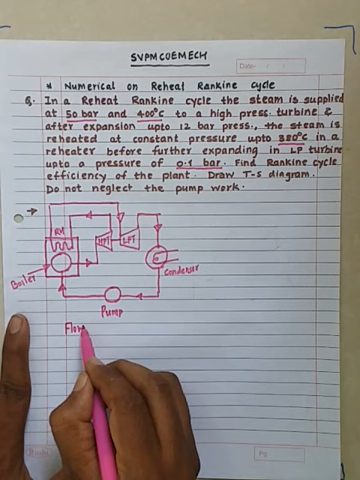 SVPMCOEMECH
Date:- / /
* Numerical on Reheat Rankine Cycle
Q. In a Reheat Rankine cycle the steam is supplied
at 50 bar and 400°C to a high press. turbine &
after expansion upto 12 bar press., the steam is
reheated at constant pressure upto 380°C in a
reheater before further expanding in LP turbine
upto a pressure of 0.1 bar. Find Rankine cycle
efficiency of the plant. Draw T-S diagram.
Do not neglect the pump work.
RH
HPT
LPT
Boiler
Condensor
Pump
Flow
Pg.